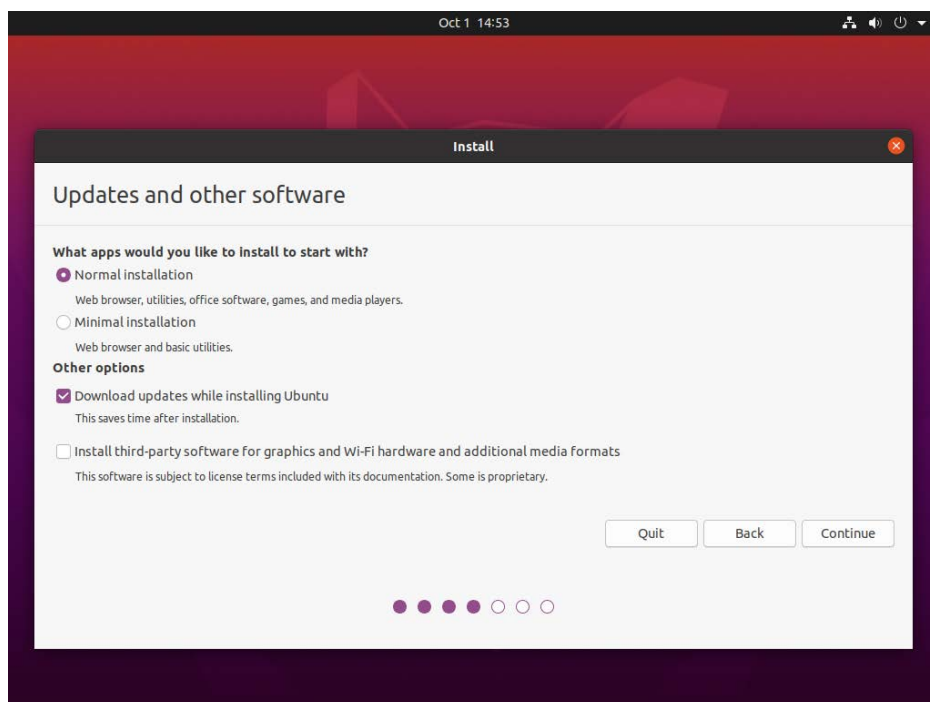 Oct 1 14:53
Install
Updates and other software
What apps would you like to install to start with?
Normal installation
Web browser, utilities, office software, games, and media players.
Minimal installation
Web browser and basic utilities.
Other options
Download updates while installing Ubuntu
This saves time after installation.
Install third-party software for graphics and Wi-Fi hardware and additional media formats
This software is subject to license terms included with its documentation. Some is proprietary.
Quit Back Continue